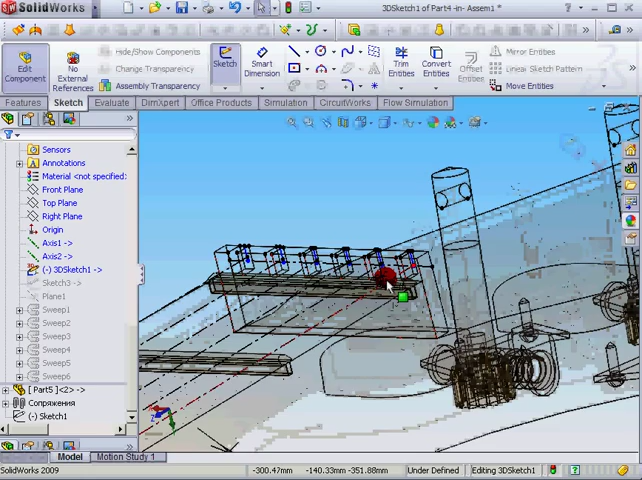 SolidWorks
3DSketch1 of Part4 -in- Assem1 *
Edit Component
No External References
Hide/Show Components
Change Transparency
Assembly Transparency
Sketch
Smart Dimension
Trim Entities
Convert Entities
Offset Entities
Mirror Entities
Linear Sketch Pattern
Move Entities
Features
Sketch
Evaluate
DimXpert
Office Products
Simulation
CircuitWorks
Flow Simulation
Sensors
Annotations
Material <not specified>
Front Plane
Top Plane
Right Plane
Origin
Axis1 ->
Axis2 ->
(-) 3DSketch1 ->
Sketch3 ->
Plane1
Sweep1
Sweep2
Sweep3
Sweep4
Sweep5
Sweep6
[ Part5 ]<2> ->
Сопряжения
(-) Sketch1
Model
Motion Study 1
SolidWorks 2009
-300.47mm
-140.33mm
-351.88mm
Under Defined
Editing 3DSketch1